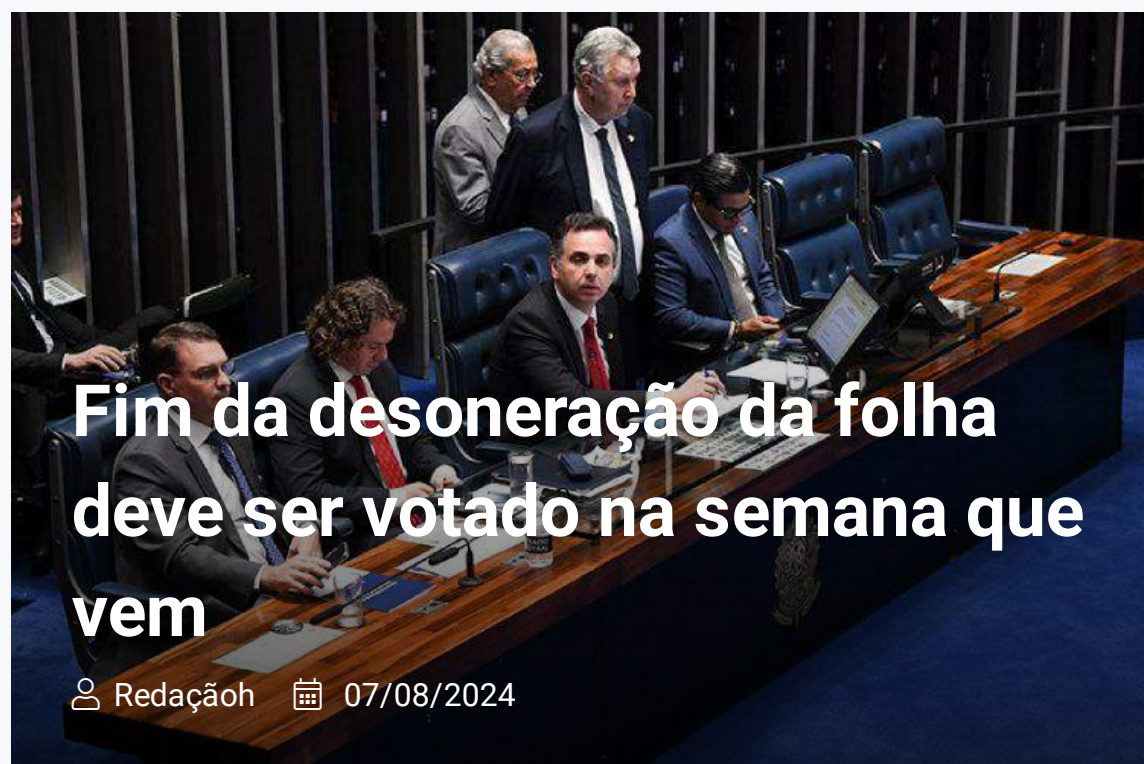 Fim da desoneração da folha
deve ser votado na semana que
vem
Redaçãoh 07/08/2024